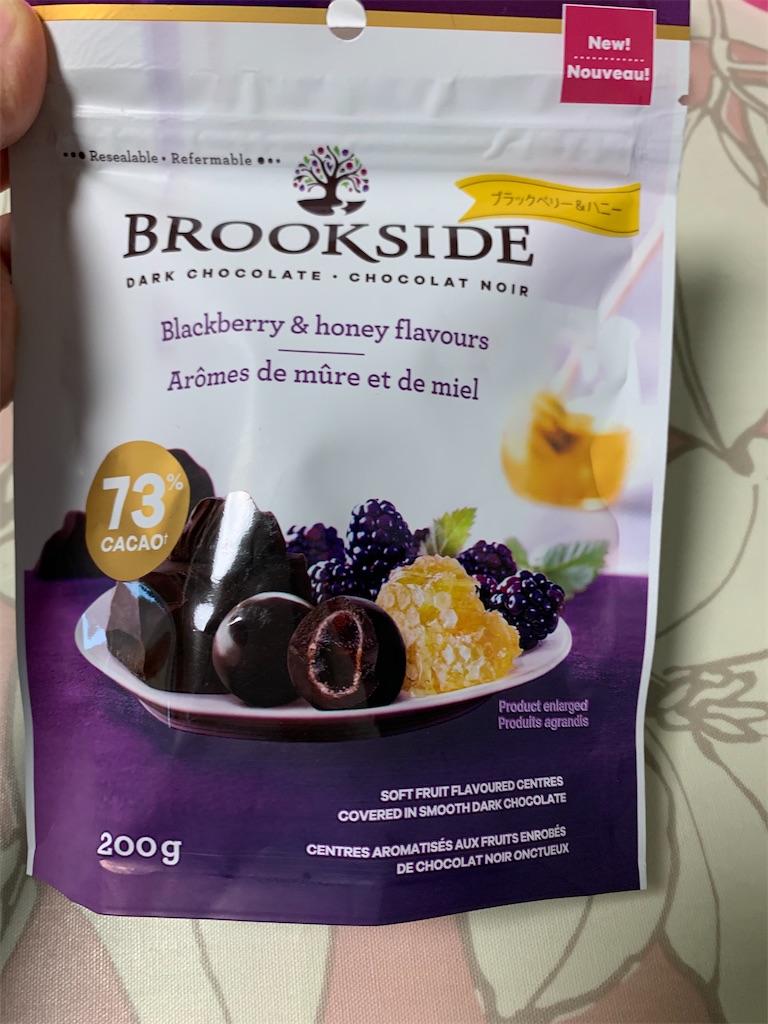 New!
Nouveau!
Resealable • Refermable
ブラックベリー&ハニー
BROOKSIDE
DARK CHOCOLATE · CHOCOLAT NOIR
Blackberry & honey flavours
Arômes de mûre et de miel
73%
CACAO†
Product enlarged
Produits agrandis
SOFT FRUIT FLAVOURED CENTRES
COVERED IN SMOOTH DARK CHOCOLATE
200g
CENTRES AROMATISÉS AUX FRUITS ENROBÉS
DE CHOCOLAT NOIR ONCTUEUX